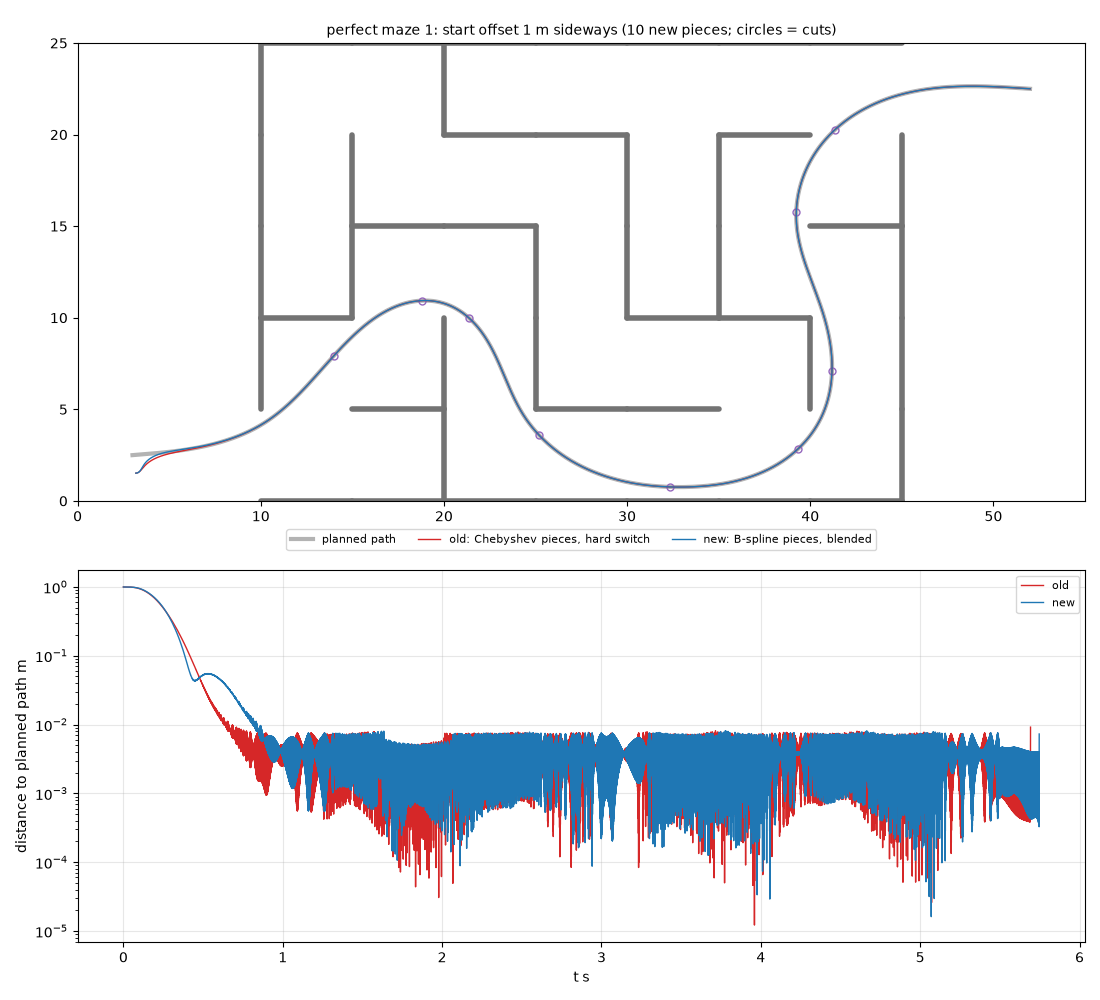 perfect maze 1: start offset 1 m sideways (10 new pieces; circles = cuts)
25
20
15
10
5
0
0 10 20 30 40 50
planned path old: Chebyshev pieces, hard switch new: B-spline pieces, blended
old
new
10⁰
10⁻¹
10⁻²
10⁻³
10⁻⁴
10⁻⁵
distance to planned path m
0 1 2 3 4 5 6
t s